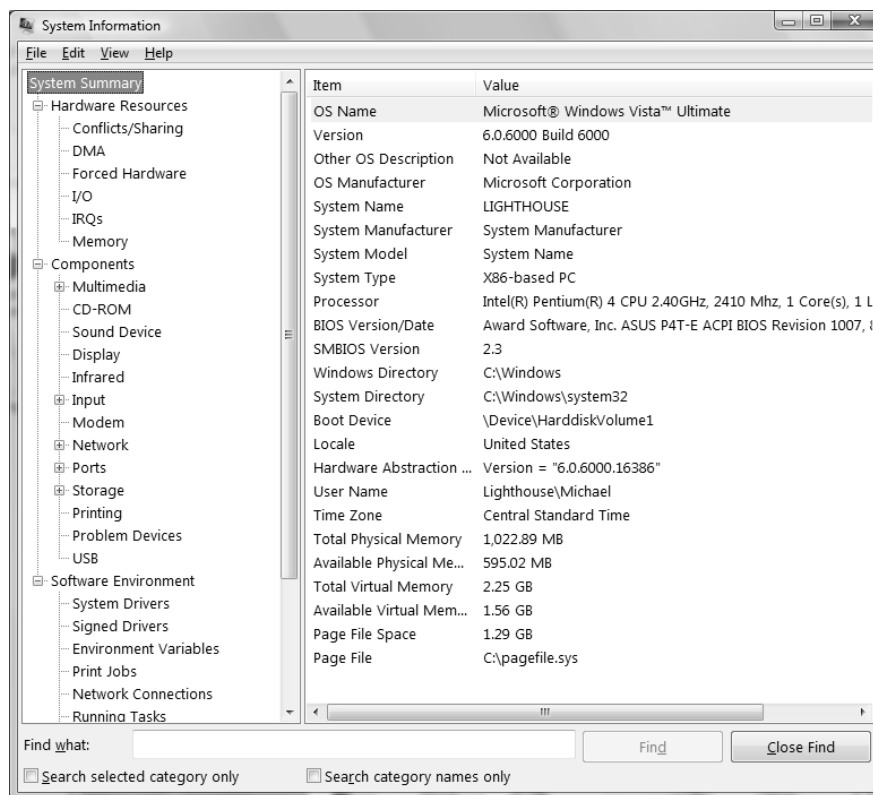 System Information
File Edit View Help
System Summary
Hardware Resources
Conflicts/Sharing
DMA
Forced Hardware
I/O
IRQs
Memory
Components
Multimedia
CD-ROM
Sound Device
Display
Infrared
Input
Modem
Network
Ports
Storage
Printing
Problem Devices
USB
Software Environment
System Drivers
Signed Drivers
Environment Variables
Print Jobs
Network Connections
Running Tasks
Item Value
OS Name Microsoft® Windows Vista™ Ultimate
Version 6.0.6000 Build 6000
Other OS Description Not Available
OS Manufacturer Microsoft Corporation
System Name LIGHTHOUSE
System Manufacturer System Manufacturer
System Model System Name
System Type X86-based PC
Processor Intel(R) Pentium(R) 4 CPU 2.40GHz, 2410 Mhz, 1 Core(s), 1 L
BIOS Version/Date Award Software, Inc. ASUS P4T-E ACPI BIOS Revision 1007,
SMBIOS Version 2.3
Windows Directory C:\Windows
System Directory C:\Windows\system32
Boot Device \Device\HarddiskVolume1
Locale United States
Hardware Abstraction ... Version = "6.0.6000.16386"
User Name Lighthouse\Michael
Time Zone Central Standard Time
Total Physical Memory 1,022.89 MB
Available Physical Me... 595.02 MB
Total Virtual Memory 2.25 GB
Available Virtual Mem... 1.56 GB
Page File Space 1.29 GB
Page File C:\pagefile.sys
Find what: Find Close Find
Search selected category only Search category names only